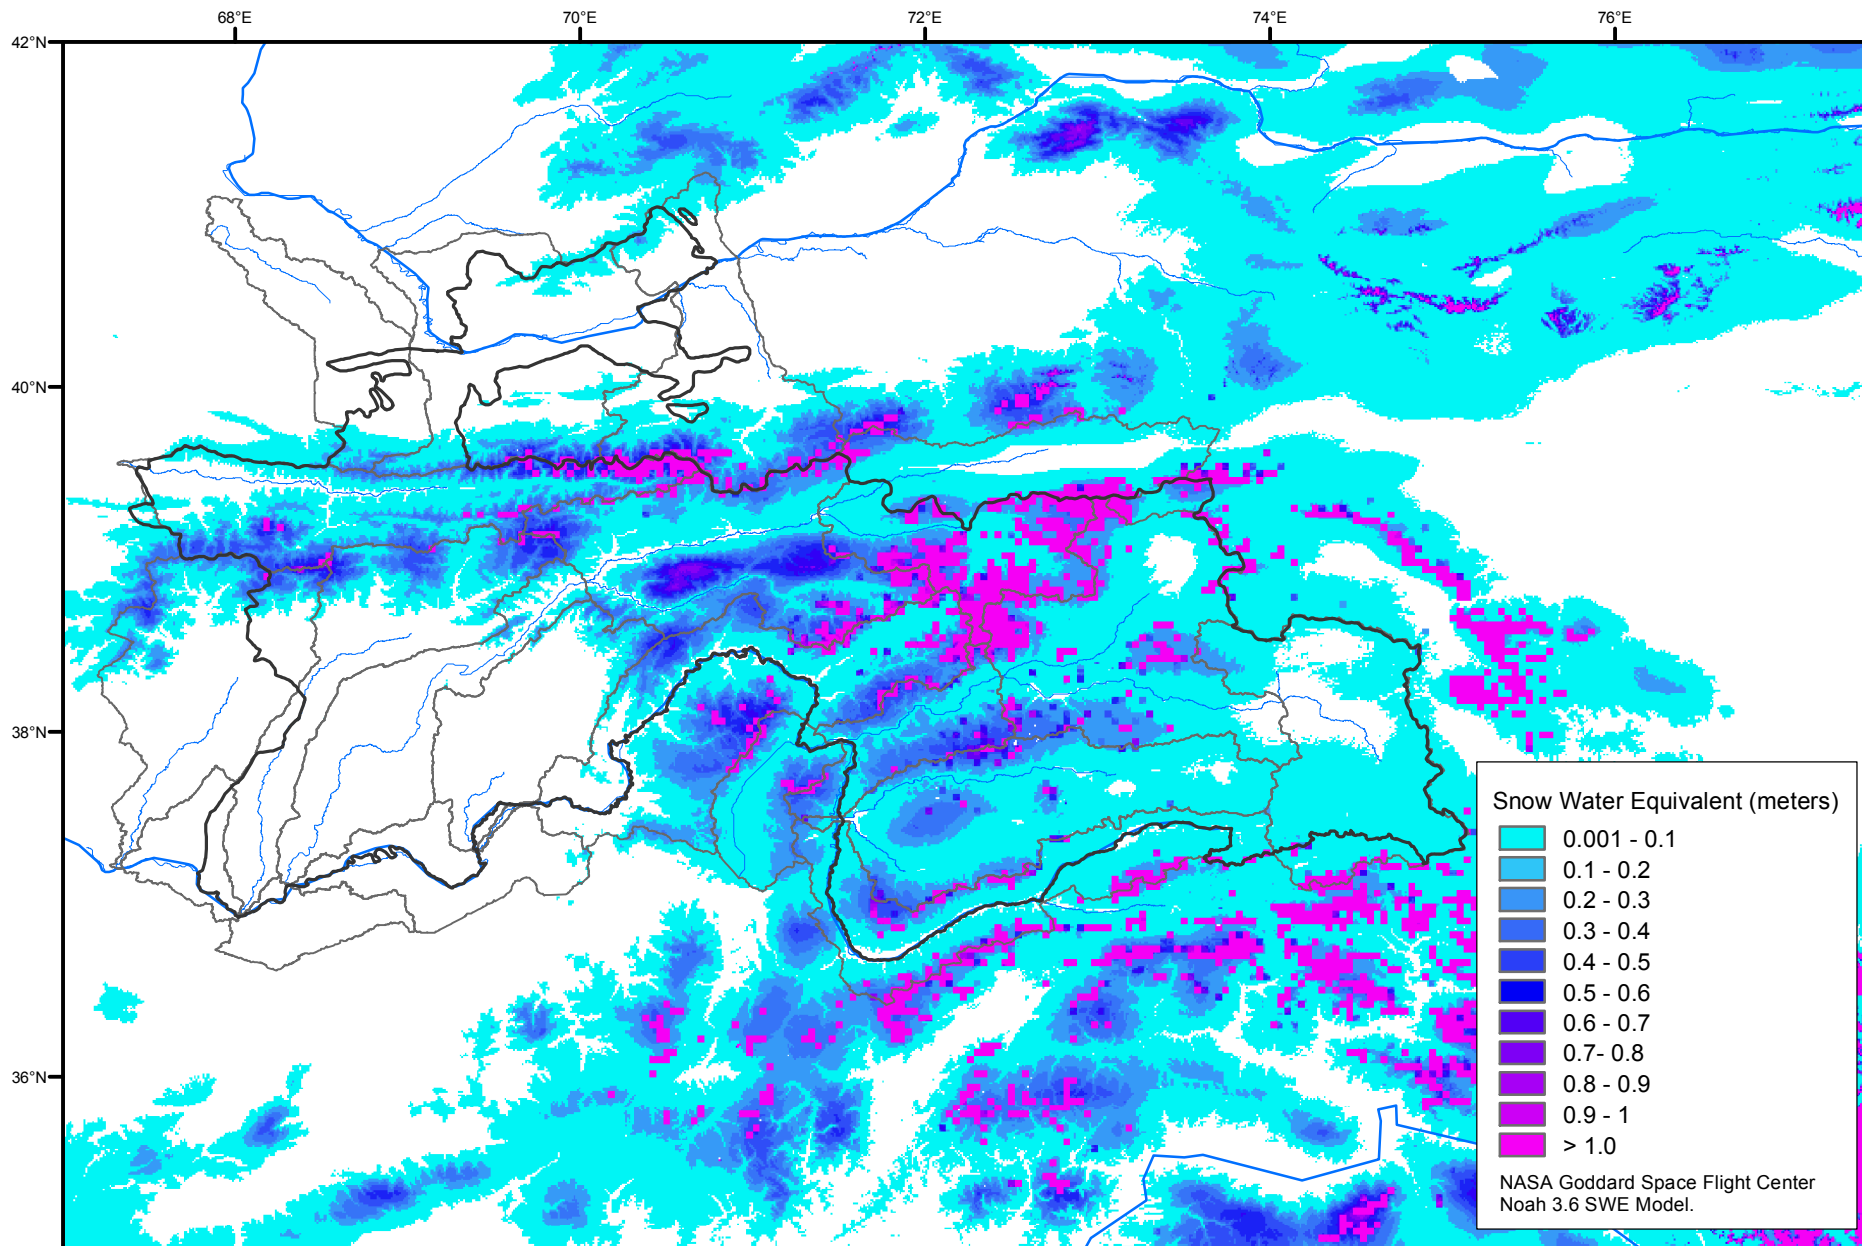 68°E 70°E 72°E 74°E 76°E
42°N
40°N
38°N
36°N
Snow Water Equivalent (meters)
0.001 - 0.1
0.1 - 0.2
0.2 - 0.3
0.3 - 0.4
0.4 - 0.5
0.5 - 0.6
0.6 - 0.7
0.7- 0.8
0.8 - 0.9
0.9 - 1
> 1.0
NASA Goddard Space Flight Center
Noah 3.6 SWE Model.